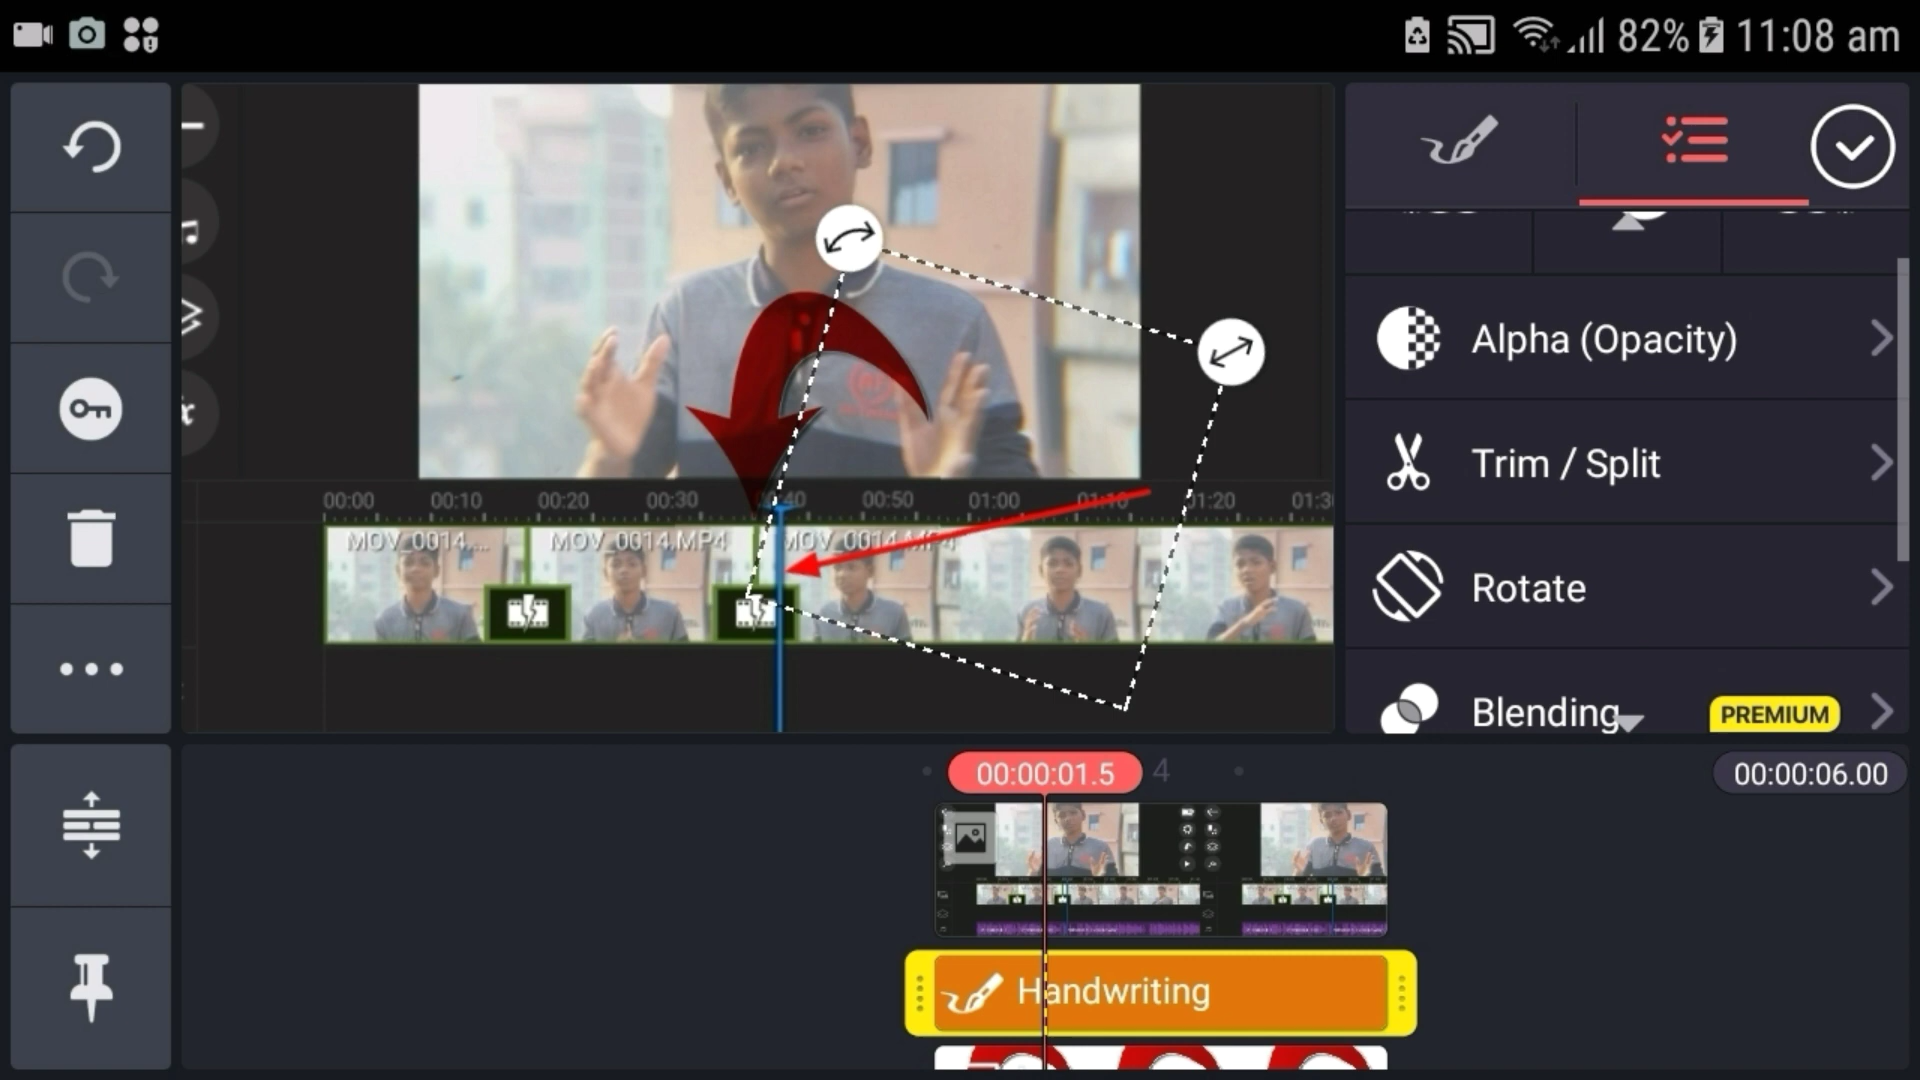 82% 11:08 am
00:00 00:10 00:20 00:30 00:40 00:50 01:00 01:10 01:20
MOV_0014,... MOV_0014,MP4 MOV_0014,MP4
Alpha (Opacity)
Trim / Split
Rotate
Blending PREMIUM
00:00:01.5 4 00:00:06.00
Handwriting